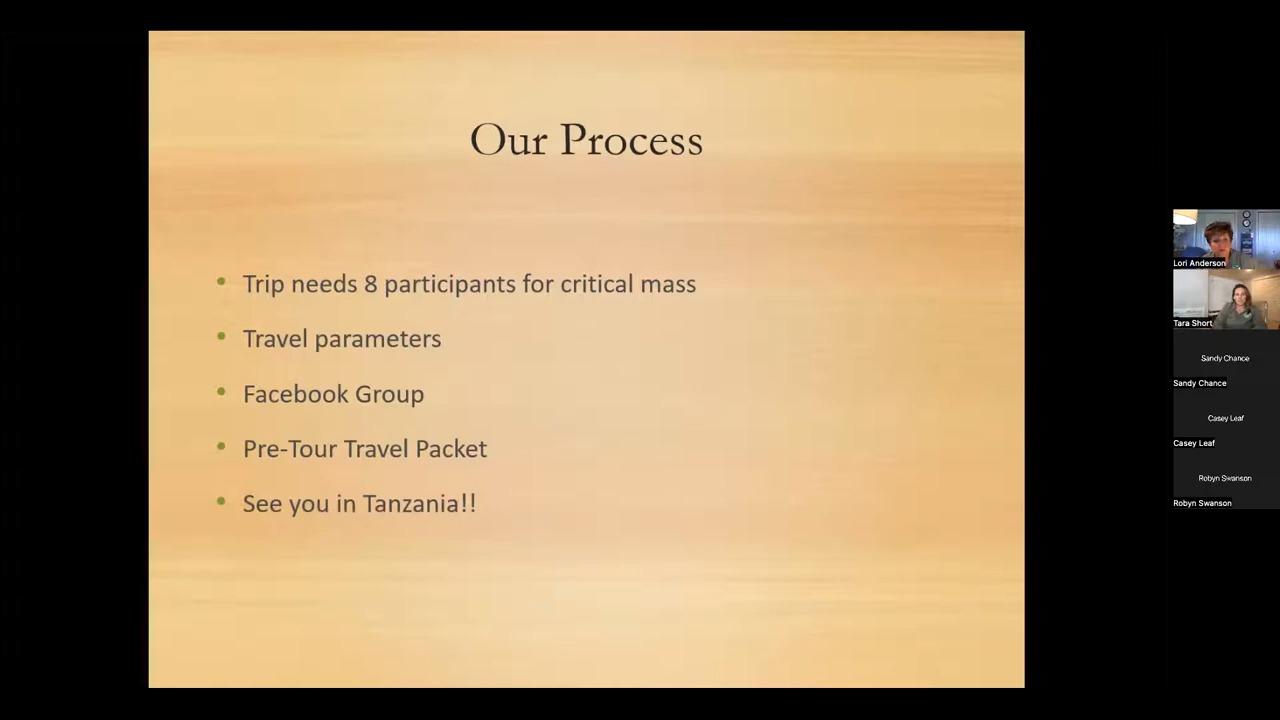 Our Process
• Trip needs 8 participants for critical mass
• Travel parameters
• Facebook Group
• Pre-Tour Travel Packet
• See you in Tanzania!!
Lori Anderson
Tara Short
Sandy Chance
Sandy Chance
Casey Leaf
Casey Leaf
Robyn Swanson
Robyn Swanson